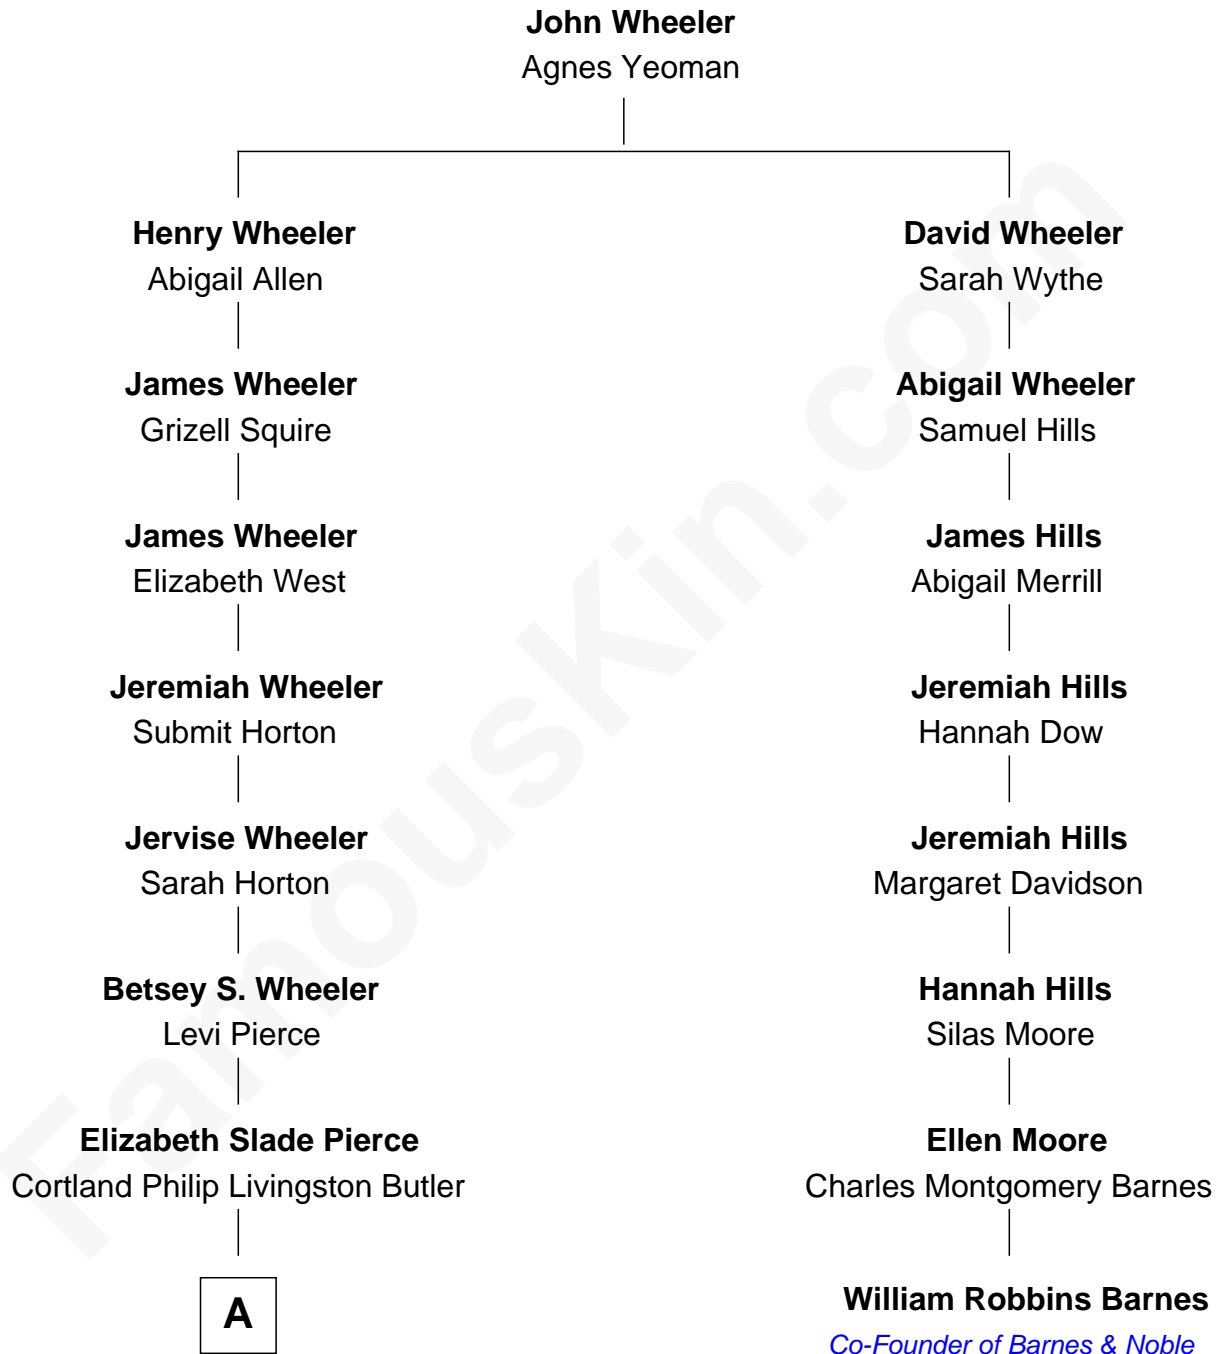 John Wheeler
Agnes Yeoman
Henry Wheeler
Abigail Allen
David Wheeler
Sarah Wythe
James Wheeler
Grizell Squire
Abigail Wheeler
Samuel Hills
James Wheeler
Elizabeth West
James Hills
Abigail Merrill
Jeremiah Wheeler
Submit Horton
Jeremiah Hills
Hannah Dow
Jervise Wheeler
Sarah Horton
Jeremiah Hills
Margaret Davidson
Betsey S. Wheeler
Levi Pierce
Hannah Hills
Silas Moore
Elizabeth Slade Pierce
Cortland Philip Livingston Butler
Ellen Moore
Charles Montgomery Barnes
A
William Robbins Barnes
Co-Founder of Barnes & Noble
FamousKin.com